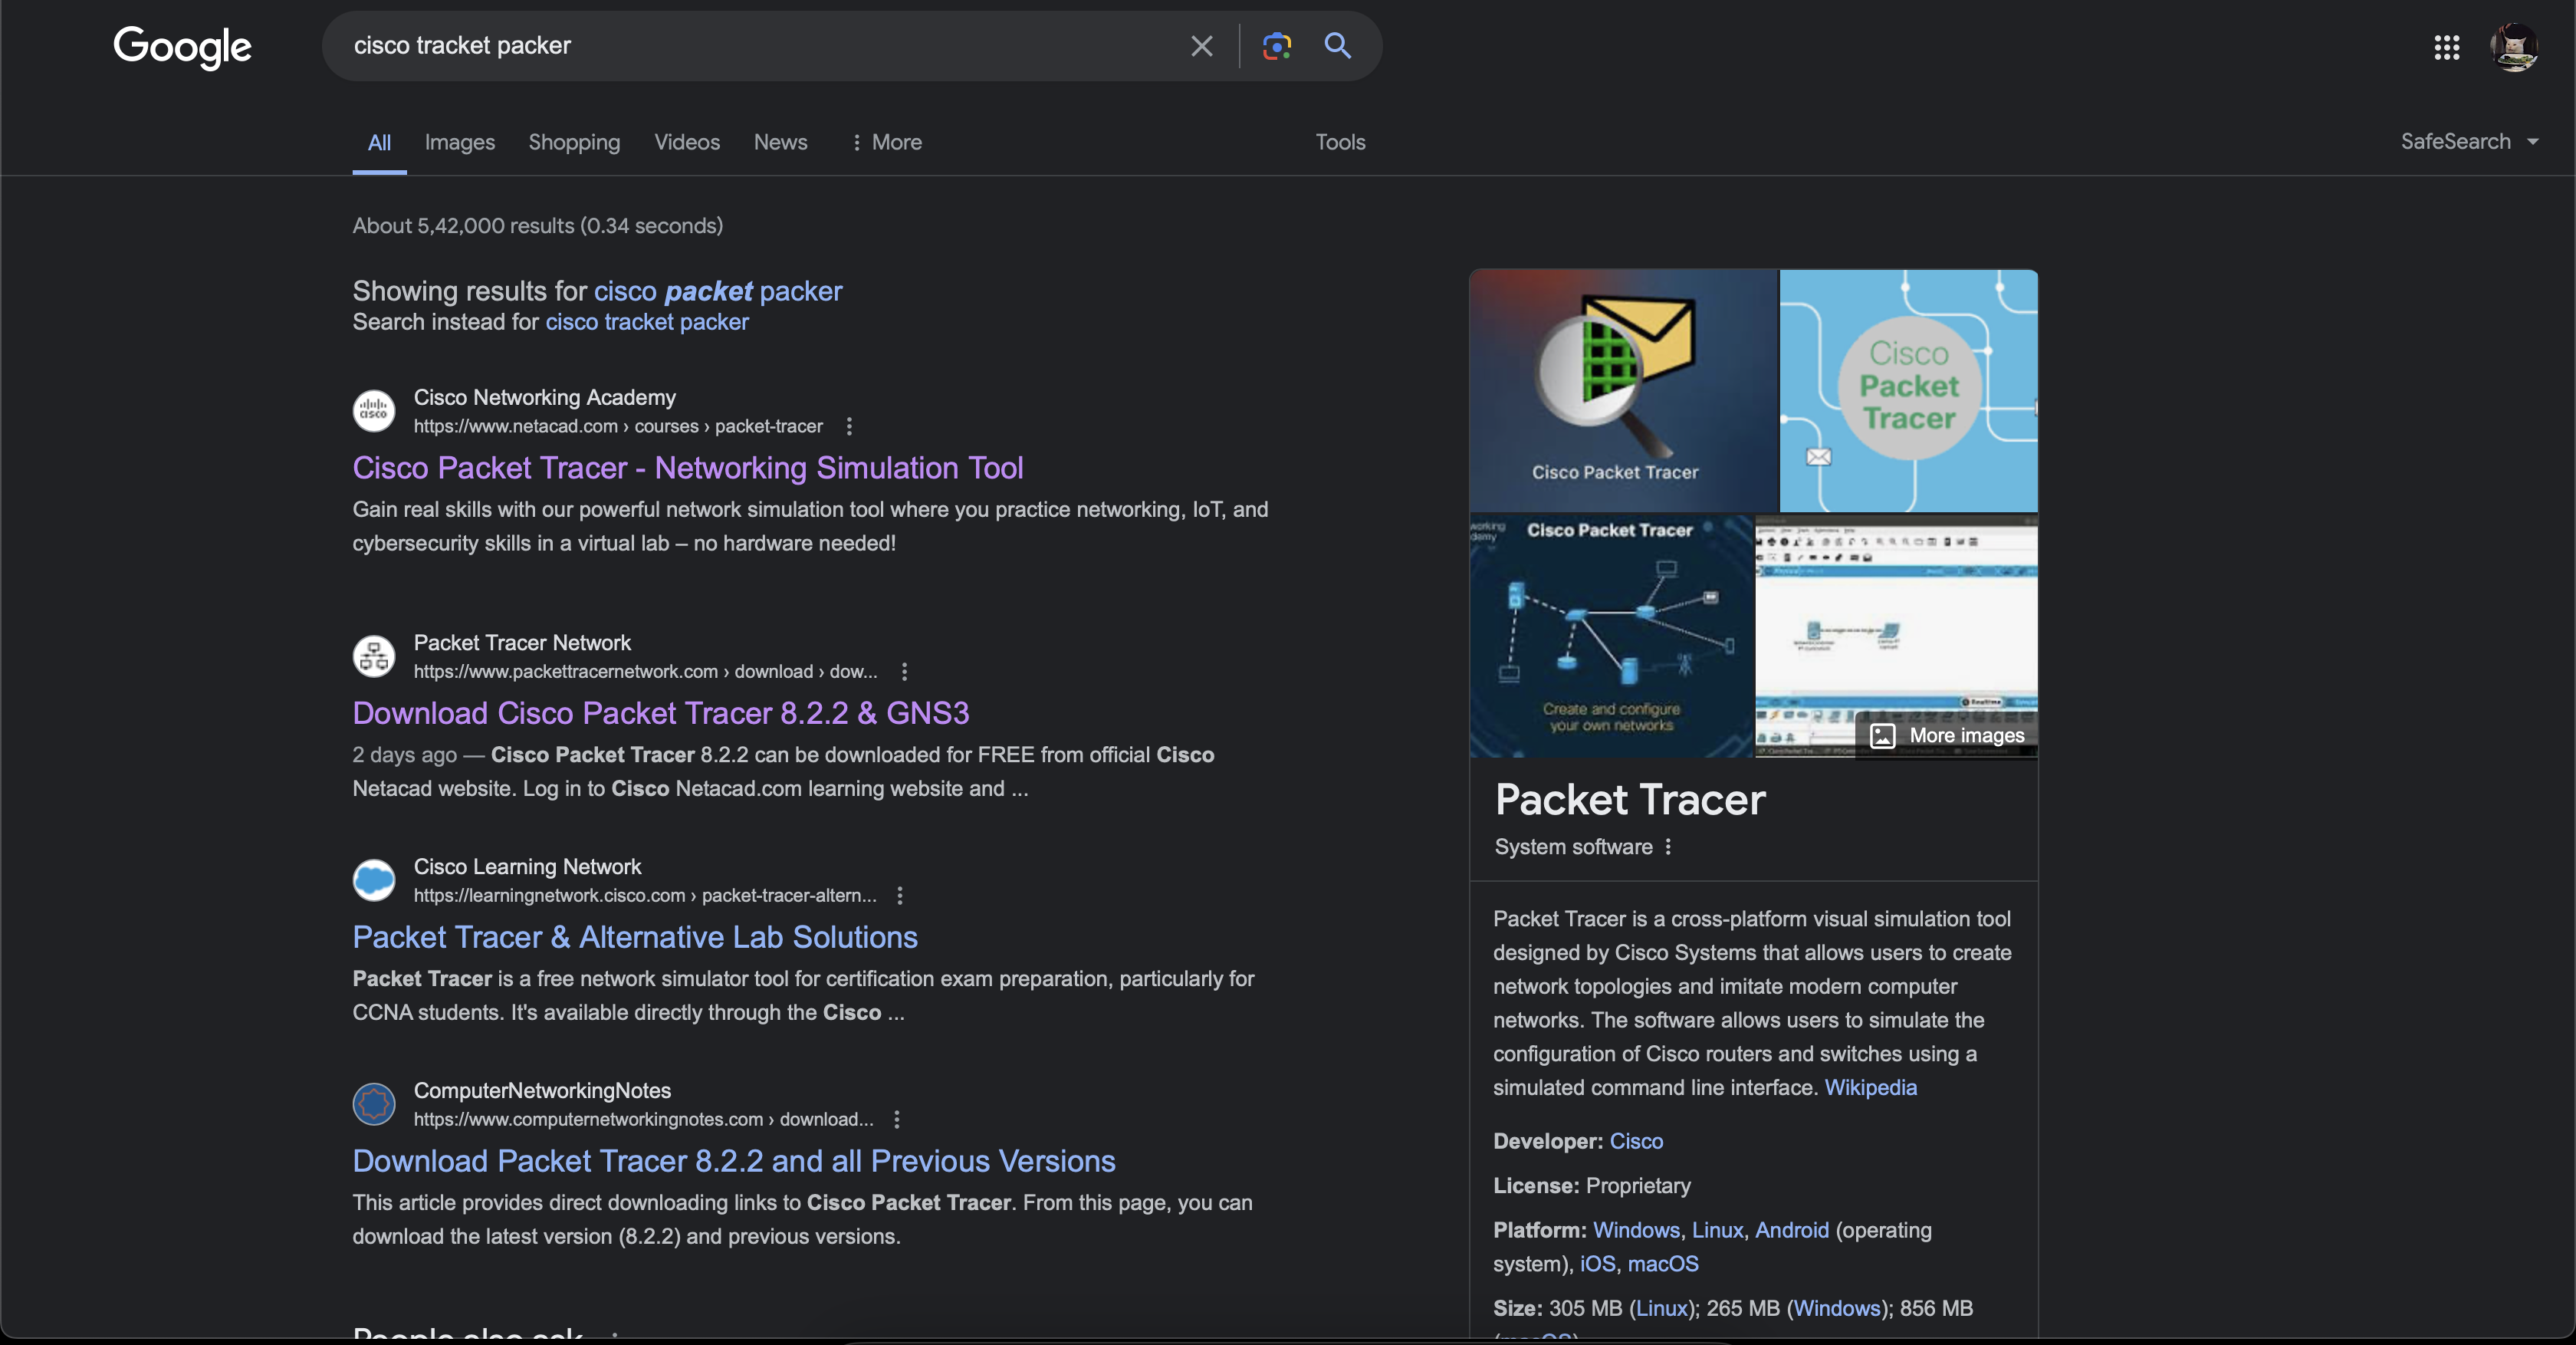 Google
cisco tracket packer
All Images Shopping Videos News More Tools SafeSearch
About 5,42,000 results (0.34 seconds)
Showing results for cisco packet packer
Search instead for cisco tracket packer
cisco
Cisco Networking Academy
https://www.netacad.com › courses › packet-tracer
Cisco Packet Tracer - Networking Simulation Tool
Gain real skills with our powerful network simulation tool where you practice networking, IoT, and
cybersecurity skills in a virtual lab – no hardware needed!
Packet Tracer Network
https://www.packettracernetwork.com › download › dow...
Download Cisco Packet Tracer 8.2.2 & GNS3
2 days ago — Cisco Packet Tracer 8.2.2 can be downloaded for FREE from official Cisco
Netacad website. Log in to Cisco Netacad.com learning website and ...
Cisco Learning Network
https://learningnetwork.cisco.com › packet-tracer-altern...
Packet Tracer & Alternative Lab Solutions
Packet Tracer is a free network simulator tool for certification exam preparation, particularly for
CCNA students. It's available directly through the Cisco ...
ComputerNetworkingNotes
https://www.computernetworkingnotes.com › download...
Download Packet Tracer 8.2.2 and all Previous Versions
This article provides direct downloading links to Cisco Packet Tracer. From this page, you can
download the latest version (8.2.2) and previous versions.
People also ask
Cisco Packet Tracer
Cisco
Packet
Tracer
working
demy
Cisco Packet Tracer
Create and configure
your own networks
Realtime
More images
Packet Tracer
System software
Packet Tracer is a cross-platform visual simulation tool
designed by Cisco Systems that allows users to create
network topologies and imitate modern computer
networks. The software allows users to simulate the
configuration of Cisco routers and switches using a
simulated command line interface. Wikipedia
Developer: Cisco
License: Proprietary
Platform: Windows, Linux, Android (operating
system), iOS, macOS
Size: 305 MB (Linux); 265 MB (Windows); 856 MB
(macOS)